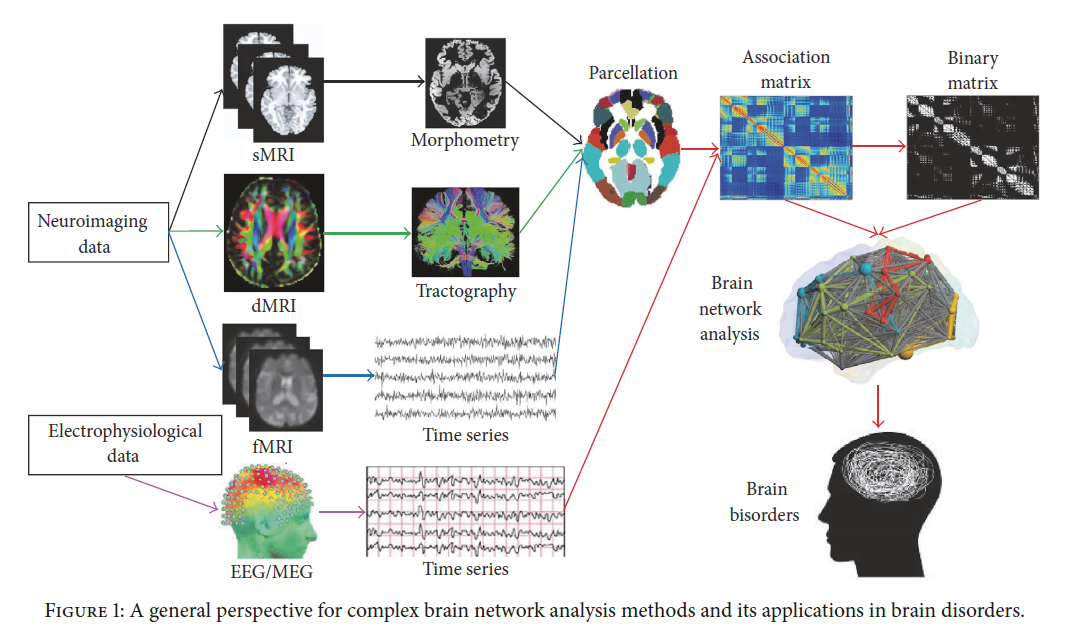 Neuroimaging
data
Electrophysiological
data
sMRI
dMRI
fMRI
EEG/MEG
Morphometry
Tractography
Time series
Time series
Parcellation
Association
matrix
Binary
matrix
Brain
network
analysis
Brain
bisorders
FIGURE 1: A general perspective for complex brain network analysis methods and its applications in brain disorders.